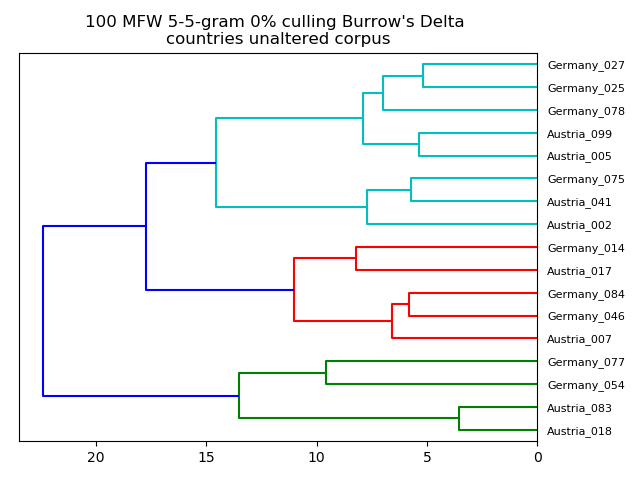 100 MFW 5-5-gram 0% culling Burrow's Delta
countries unaltered corpus
Germany_027
Germany_025
Germany_078
Austria_099
Austria_005
Germany_075
Austria_041
Austria_002
Germany_014
Austria_017
Germany_084
Germany_046
Austria_007
Germany_077
Germany_054
Austria_083
Austria_018
20 15 10 5 0